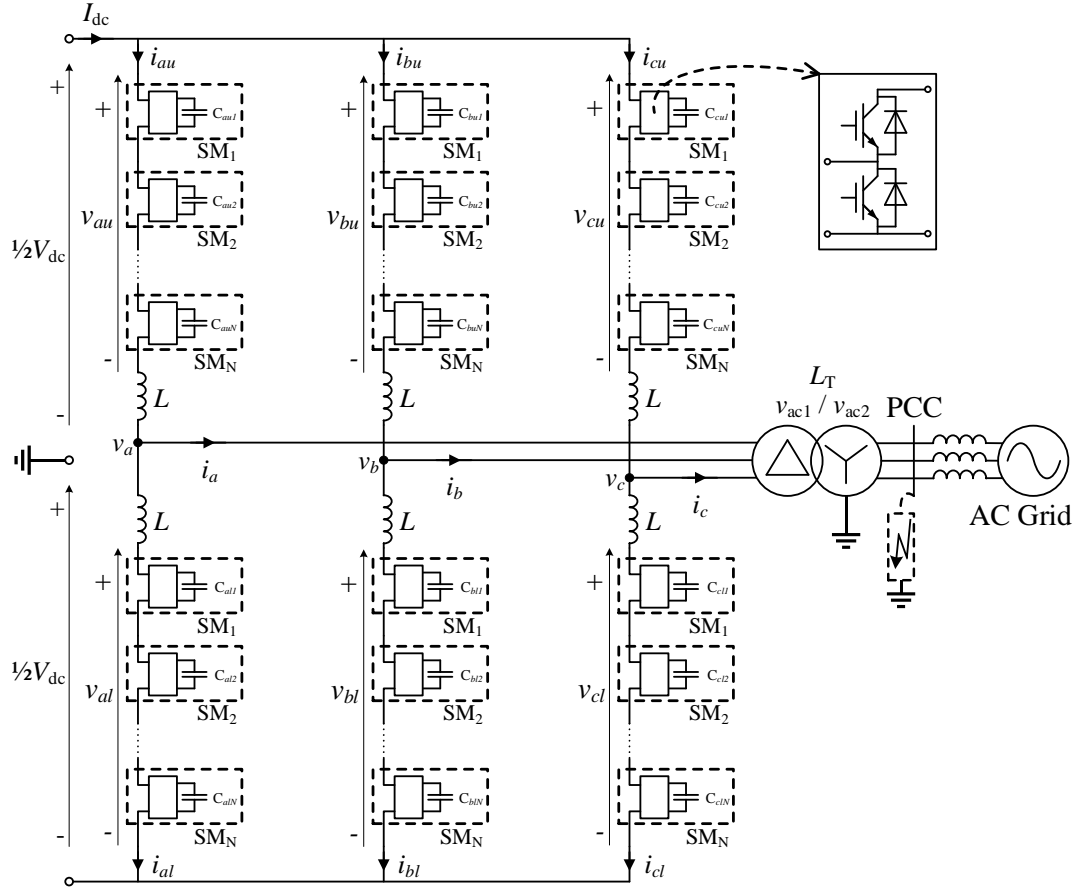 I_dc
i_au i_bu i_cu
+ + + +
C_au1 C_bu1 C_cu1
SM_1 SM_1 SM_1
C_au2 C_bu2 C_cu2
v_au v_bu v_cu
SM_2 SM_2 SM_2
½V_dc
C_auN C_buN C_cuN
- - -
SM_N SM_N SM_N
L L L
-
L_T
v_ac1 / v_ac2
PCC
v_a v_b v_c
i_a i_b i_c
AC Grid
+
L L L
+ + +
C_al1 C_bl1 C_cl1
SM_1 SM_1 SM_1
C_al2 C_bl2 C_cl2
½V_dc
v_al v_bl v_cl
SM_2 SM_2 SM_2
C_alN C_blN C_clN
- - - -
SM_N SM_N SM_N
i_al i_bl i_cl